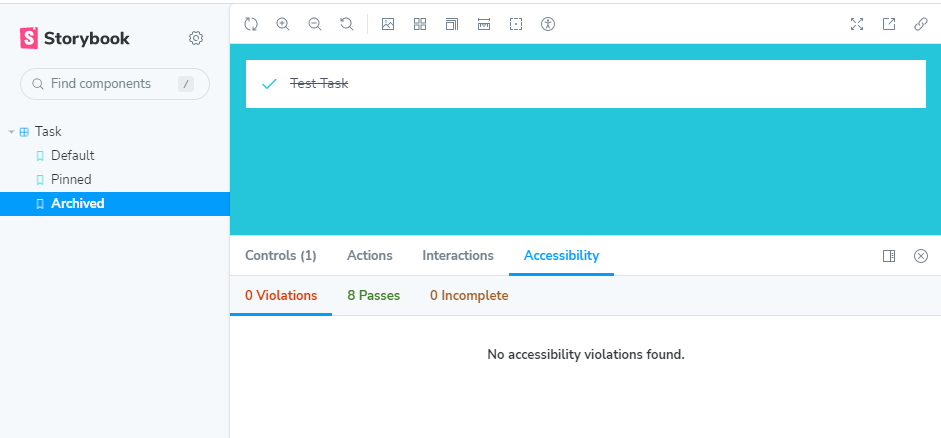 Storybook
Find components
/
Task
Default
Pinned
Archived
Test Task
Controls (1)
Actions
Interactions
Accessibility
0 Violations
8 Passes
0 Incomplete
No accessibility violations found.